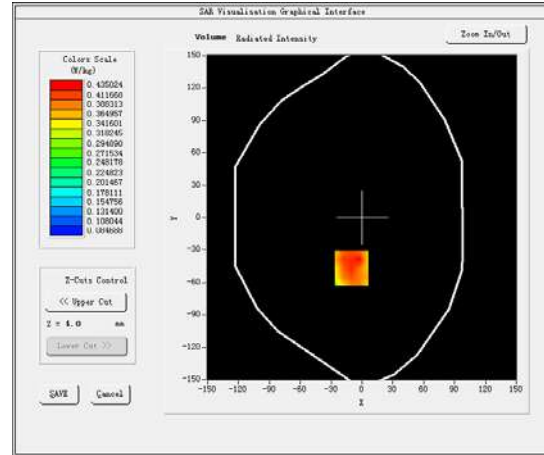 SAR Visualisation Graphical Interface
Volume Radiated Intensity
Zoom In/Out
Colors Scale
(W/kg)
0.435024
0.411668
0.388313
0.364957
0.341601
0.318245
0.294890
0.271534
0.248178
0.224823
0.201467
0.178111
0.154756
0.131400
0.108044
0.084688
Z-Cuts Control
<< Upper Cut
Z = 4.0 mm
Lower Cut >>
SAVE Cancel
150
120
90
60
30
0
-30
-60
-90
-120
-150
Y
-150 -120 -90 -60 -30 0 30 60 90 120 150
X